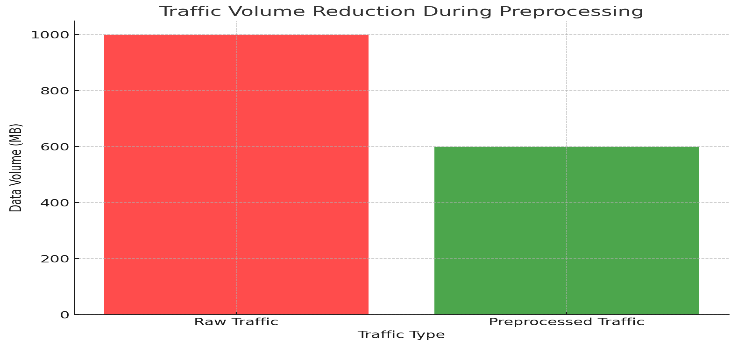 Traffic Volume Reduction During Preprocessing
1000
800
600
400
200
0
Data Volume (MB)
Raw Traffic
Preprocessed Traffic
Traffic Type